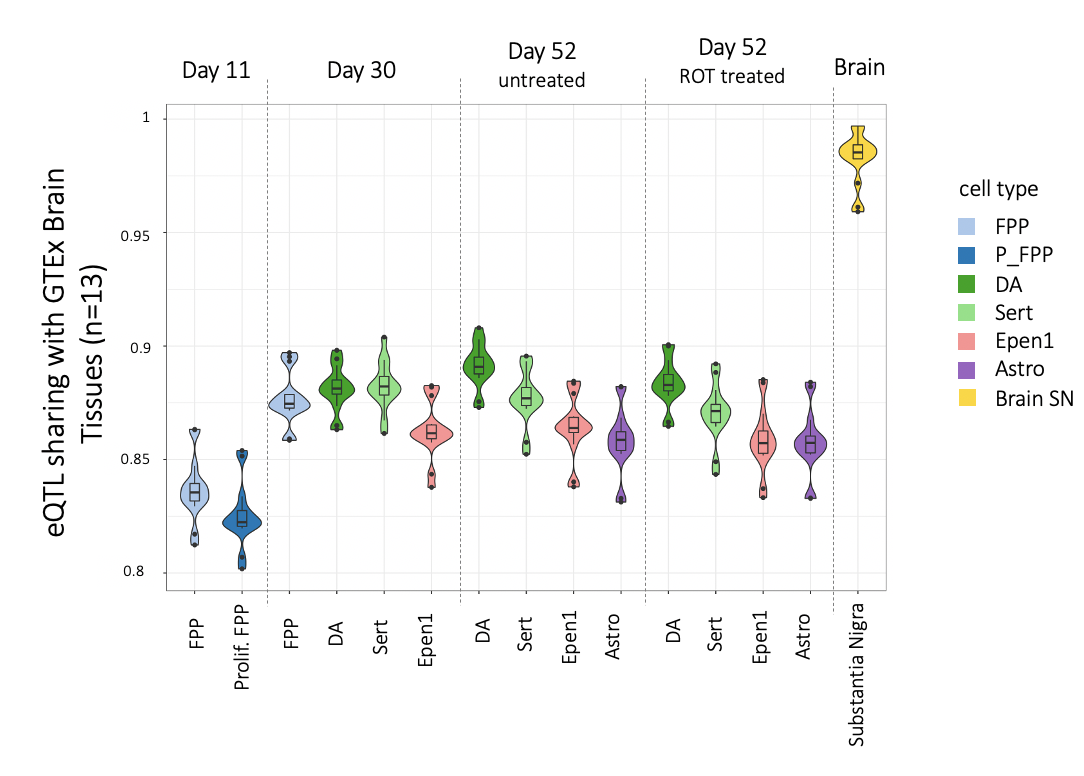 Day 11
Day 30
Day 52
untreated
Day 52
ROT treated
Brain
eQTL sharing with GTEx Brain
Tissues (n=13)
1
0.95
0.9
0.85
0.8
FPP
Prolif. FPP
FPP
DA
Sert
Epen1
DA
Sert
Epen1
Astro
DA
Sert
Epen1
Astro
Substantia Nigra
cell type
FPP
P_FPP
DA
Sert
Epen1
Astro
Brain SN